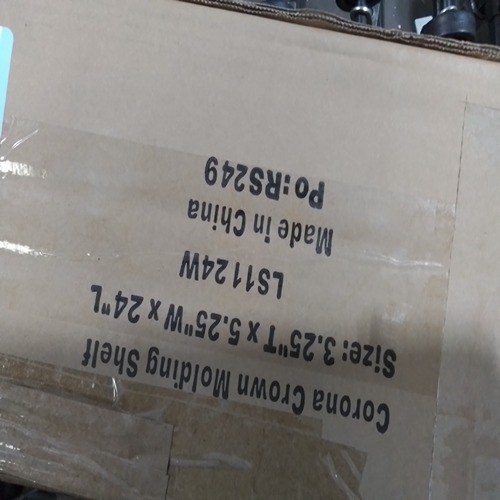 Corona Crown Molding Shelf
Size: 3.25"T x 5.25"W x 24"L
LS1124W
Made in China
Po:RS249